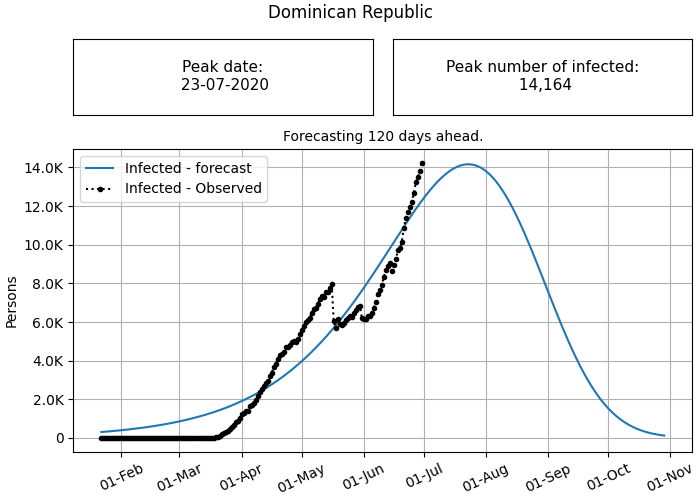 Dominican Republic
Peak date:
23-07-2020
Peak number of infected:
14,164
Forecasting 120 days ahead.
Infected - forecast
Infected - Observed
Persons
14.0K
12.0K
10.0K
8.0K
6.0K
4.0K
2.0K
0
01-Feb
01-Mar
01-Apr
01-May
01-Jun
01-Jul
01-Aug
01-Sep
01-Oct
01-Nov